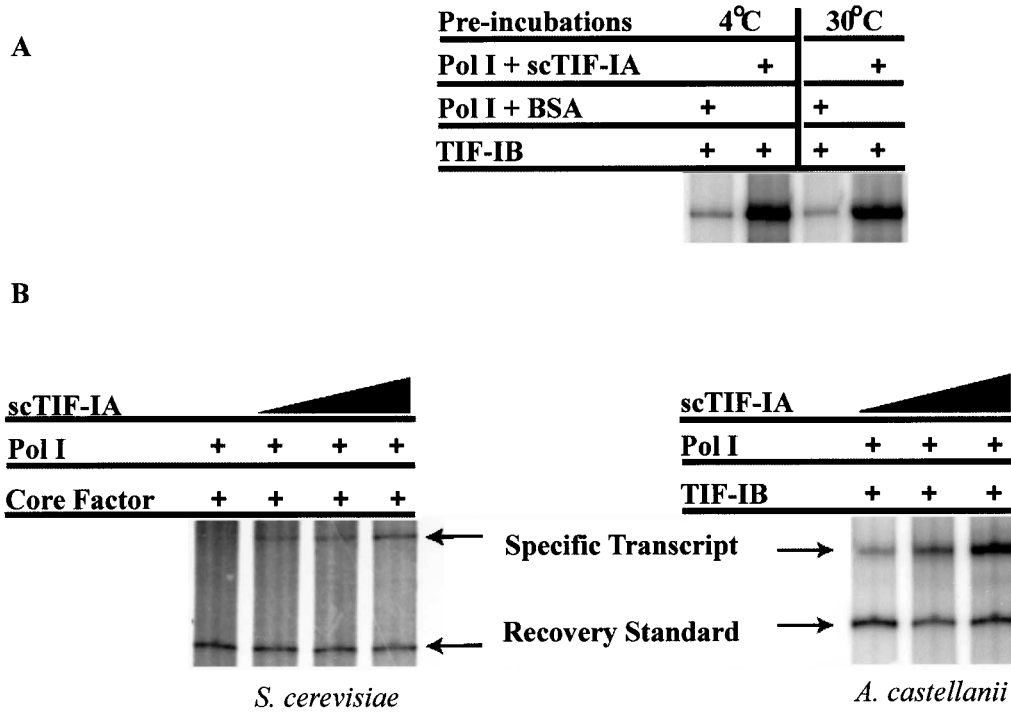 A
Pre-incubations 4°C 30°C
Pol I + scTIF-IA + +
Pol I + BSA + +
TIF-IB + + + +
B
scTIF-IA
Pol I + + + +
Core Factor + + + +
scTIF-IA
Pol I + + +
TIF-IB + + +
Specific Transcript
Recovery Standard
S. cerevisiae
A. castellanii